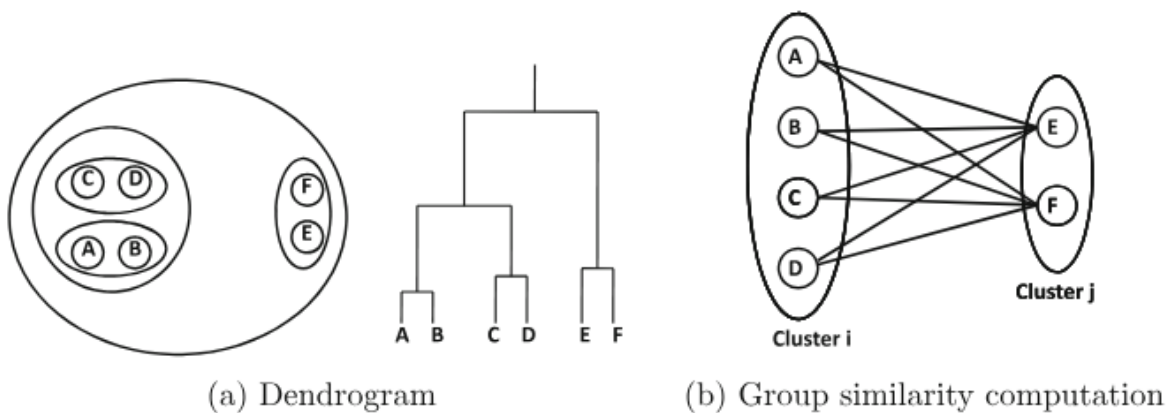 A
B
C
D
E
F
Cluster i
Cluster j
C D
A B
F
E
A B C D E F
(a) Dendrogram
(b) Group similarity computation